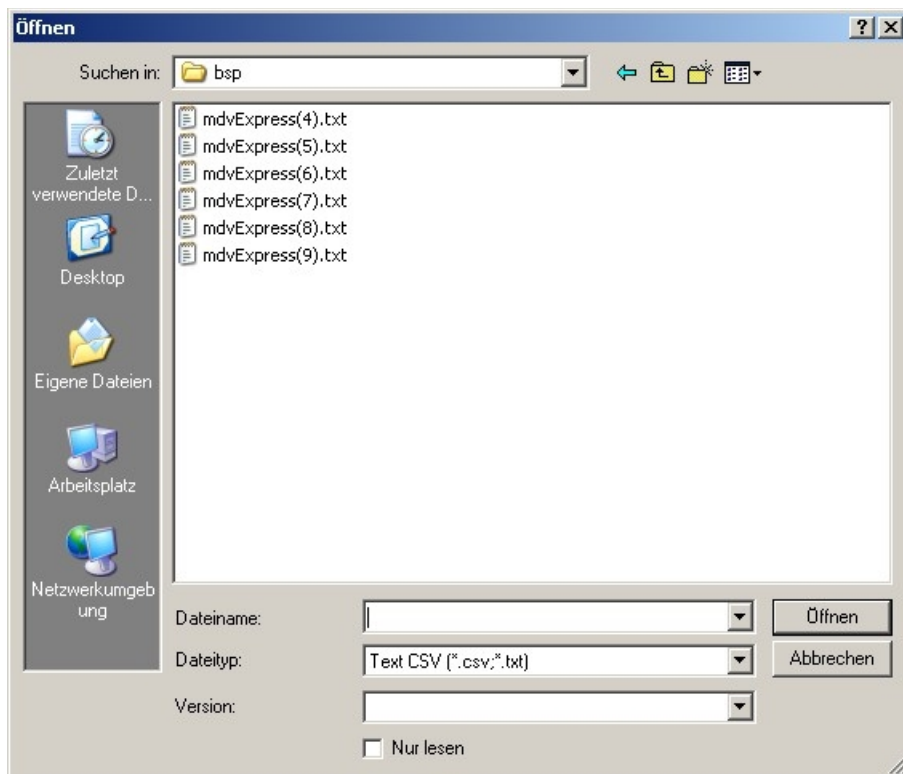 Öffnen
Suchen in:
bsp
Zuletzt
verwendete D...
Desktop
Eigene Dateien
Arbeitsplatz
Netzwerkumgeb
ung
mdvExpress(4).txt
mdvExpress(5).txt
mdvExpress(6).txt
mdvExpress(7).txt
mdvExpress(8).txt
mdvExpress(9).txt
Dateiname:
Öffnen
Dateityp:
Text CSV (*.csv;*.txt)
Abbrechen
Version:
Nur lesen